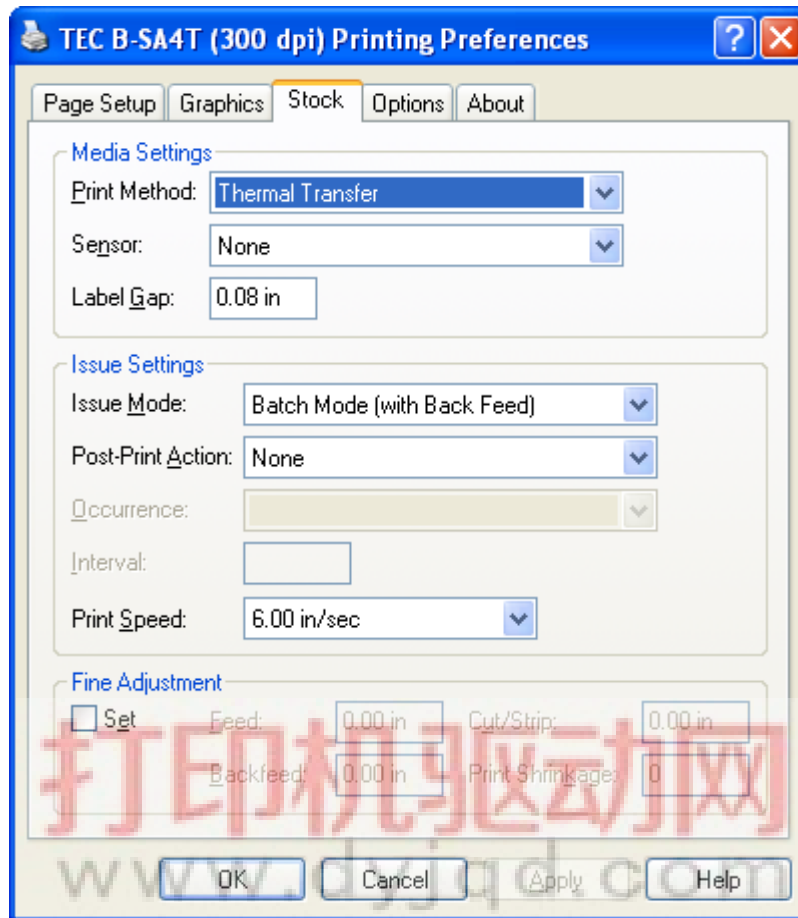 TEC B-SA4T (300 dpi) Printing Preferences
Page Setup Graphics Stock Options About
Media Settings
Print Method: Thermal Transfer
Sensor: None
Label Gap: 0.08 in
Issue Settings
Issue Mode: Batch Mode (with Back Feed)
Post-Print Action: None
Occurrence:
Interval:
Print Speed: 6.00 in/sec
Fine Adjustment
Set Feed: 0.00 in Cut/Strip: 0.00 in
Backfeed: 0.00 in Print Shrinkage: 0
打印机驱动网
www.dyjqd.com
OK Cancel Apply Help